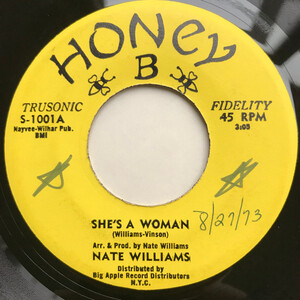 HONEY
B
TRUSONIC FIDELITY
S-1001A 45 RPM
Nayvee-Wilhar Pub. 3:05
BMI
SHE'S A WOMAN
(Williams-Vinson)
8/27/73
Arr. & Prod. by Nate Williams
NATE WILLIAMS
Distributed by
Big Apple Record Distributors
N.Y.C.